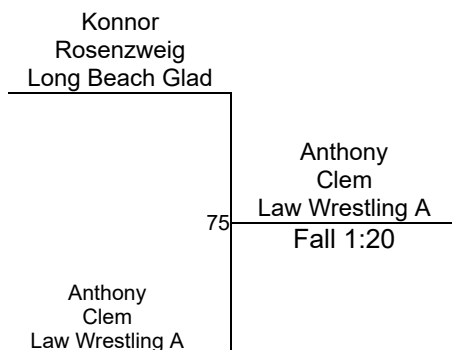 Konnor
Rosenzweig
Long Beach Glad
Anthony
Clem
Law Wrestling A
75
Fall 1:20
Anthony
Clem
Law Wrestling A